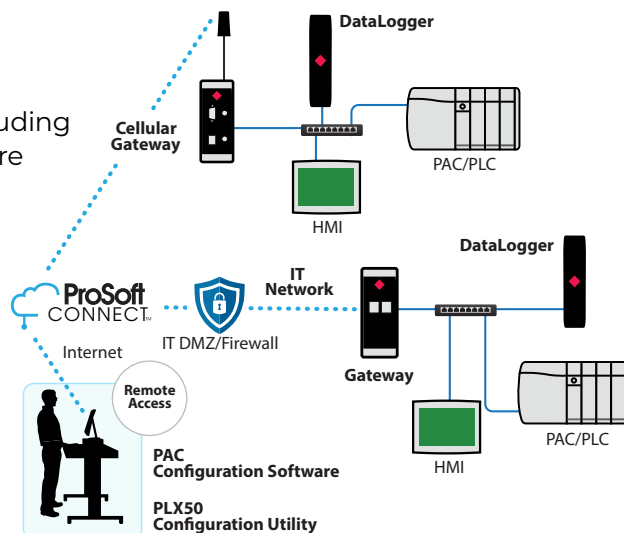 DataLogger
uding
re
Cellular
Gateway
PAC/PLC
HMI
DataLogger
IT
Network
ProSoft
CONNECT™
Internet
IT DMZ/Firewall
Gateway
Remote
Access
PAC/PLC
HMI
PAC
Configuration Software
PLX50
Configuration Utility